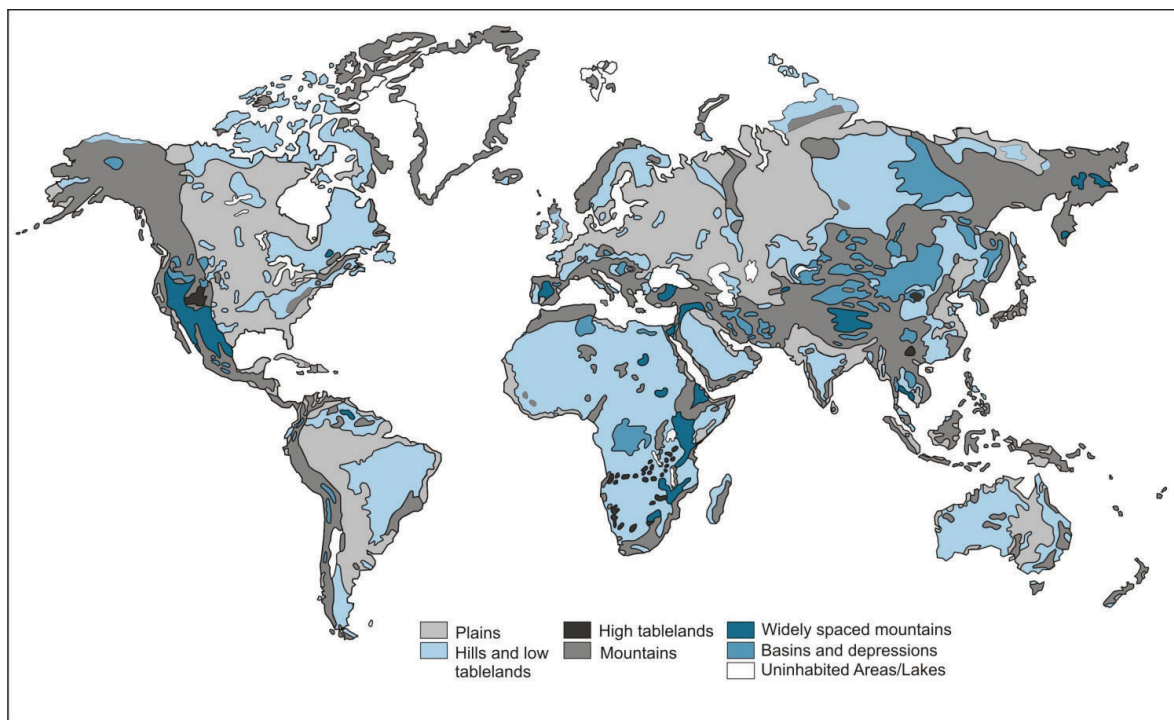 Plains
Hills and low
tablelands
High tablelands
Mountains
Widely spaced mountains
Basins and depressions
Uninhabited Areas/Lakes